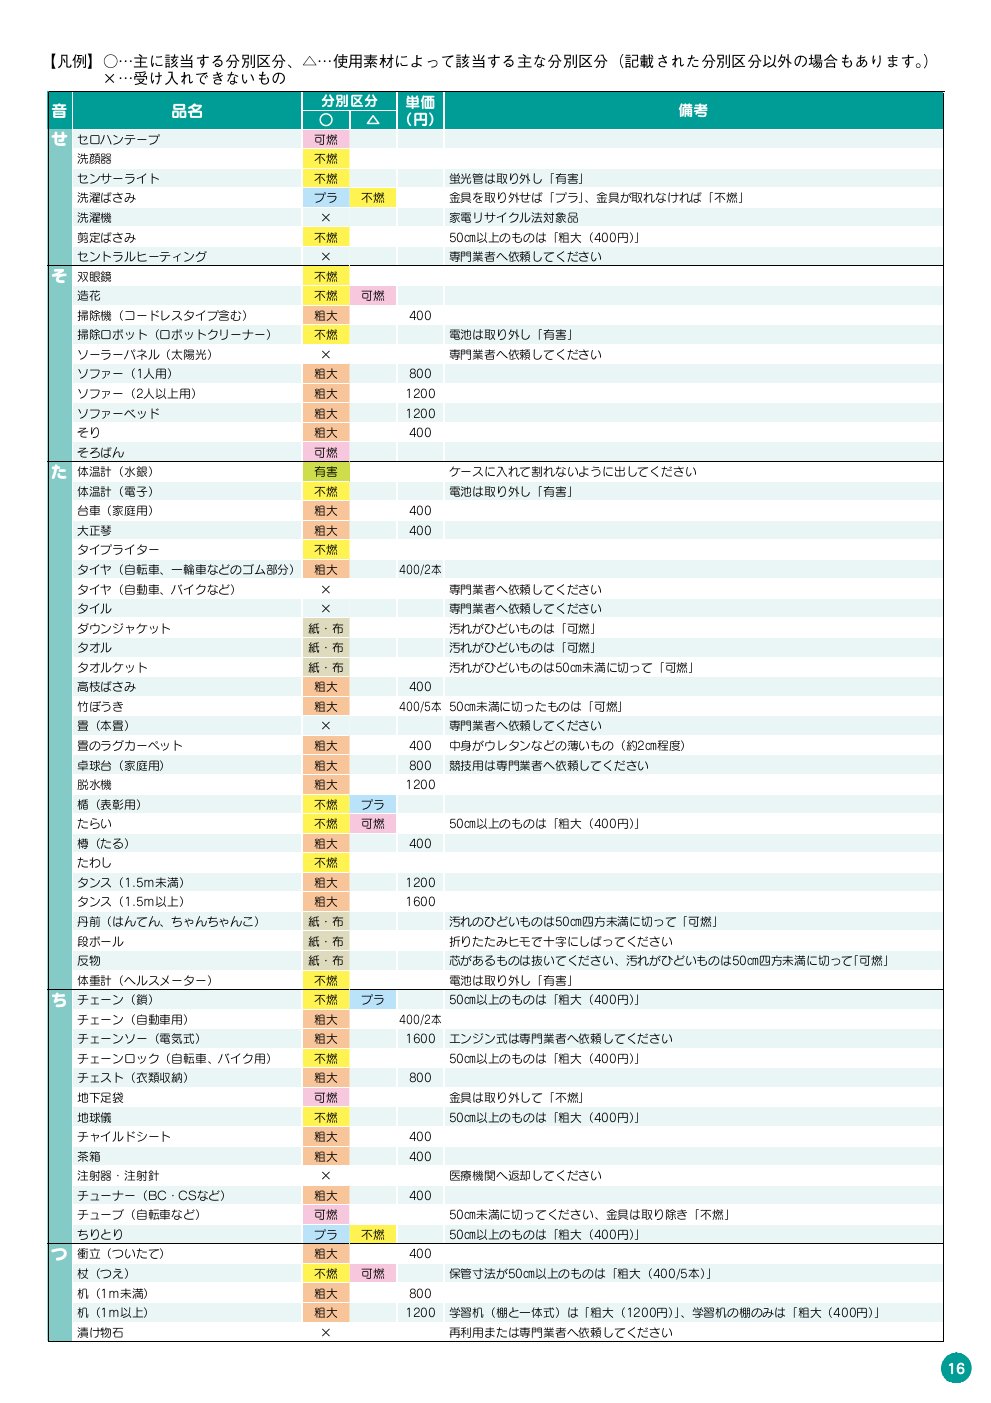 【凡例】○…主に該当する分別区分、△…使用素材によって該当する主な分別区分（記載された分別区分以外の場合もあります。）
×…受け入れできないもの
音 品名 分別区分 ○ △ 単価（円） 備考
せ セロハンテープ 可燃
洗顔器 不燃
センサーライト 不燃 蛍光管は取り外し「有害」
洗濯ばさみ プラ 不燃 金具を取り外せば「プラ」、金具が取れなければ「不燃」
洗濯機 × 家電リサイクル法対象品
剪定ばさみ 不燃 50㎝以上のものは「粗大（400円）」
セントラルヒーティング × 専門業者へ依頼してください
そ 双眼鏡 不燃
造花 不燃 可燃
掃除機（コードレスタイプ含む） 粗大 400
掃除ロボット（ロボットクリーナー） 不燃 電池は取り外し「有害」
ソーラーパネル（太陽光） × 専門業者へ依頼してください
ソファー（1人用） 粗大 800
ソファー（2人以上用） 粗大 1200
ソファーベッド 粗大 1200
そり 粗大 400
そろばん 可燃
た 体温計（水銀） 有害 ケースに入れて割れないように出してください
体温計（電子） 不燃 電池は取り外し「有害」
台車（家庭用） 粗大 400
大正琴 粗大 400
タイプライター 不燃
タイヤ（自転車、一輪車などのゴム部分） 粗大 400/2本
タイヤ（自動車、バイクなど） × 専門業者へ依頼してください
タイル × 専門業者へ依頼してください
ダウンジャケット 紙・布 汚れがひどいものは「可燃」
タオル 紙・布 汚れがひどいものは「可燃」
タオルケット 紙・布 汚れがひどいものは50㎝未満に切って「可燃」
高枝ばさみ 粗大 400
竹ぼうき 粗大 400/5本 50㎝未満に切ったものは「可燃」
畳（本畳） × 専門業者へ依頼してください
畳のラグカーペット 粗大 400 中身がウレタンなどの薄いもの（約2㎝程度）
卓球台（家庭用） 粗大 800 競技用は専門業者へ依頼してください
脱水機 粗大 1200
楯（表彰用） 不燃 プラ
たらい 不燃 可燃 50㎝以上のものは「粗大（400円）」
樽（たる） 粗大 400
たわし 不燃
タンス（1.5m未満） 粗大 1200
タンス（1.5m以上） 粗大 1600
丹前（はんてん、ちゃんちゃんこ） 紙・布 汚れのひどいものは50㎝四方未満に切って「可燃」
段ボール 紙・布 折りたたみヒモで十字にしばってください
反物 紙・布 芯があるものは抜いてください、汚れがひどいものは50㎝四方未満に切って「可燃」
体重計（ヘルスメーター） 不燃 電池は取り外し「有害」
ち チェーン（鎖） 不燃 プラ 50㎝以上のものは「粗大（400円）」
チェーン（自動車用） 粗大 400/2本
チェーンソー（電気式） 粗大 1600 エンジン式は専門業者へ依頼してください
チェーンロック（自転車、バイク用） 不燃 50㎝以上のものは「粗大（400円）」
チェスト（衣類収納） 粗大 800
地下足袋 可燃 金具は取り外して「不燃」
地球儀 不燃 50㎝以上のものは「粗大（400円）」
チャイルドシート 粗大 400
茶箱 粗大 400
注射器・注射針 × 医療機関へ返却してください
チューナー（BC・CSなど） 粗大 400
チューブ（自転車など） 可燃 50㎝未満に切ってください、金具は取り除き「不燃」
ちりとり プラ 不燃 50㎝以上のものは「粗大（400円）」
つ 衝立（ついたて） 粗大 400
杖（つえ） 不燃 可燃 保管寸法が50㎝以上のものは「粗大（400/5本）」
机（1m未満） 粗大 800
机（1m以上） 粗大 1200 学習机（棚と一体式）は「粗大（1200円）」、学習机の棚のみは「粗大（400円）」
漬け物石 × 再利用または専門業者へ依頼してください
16